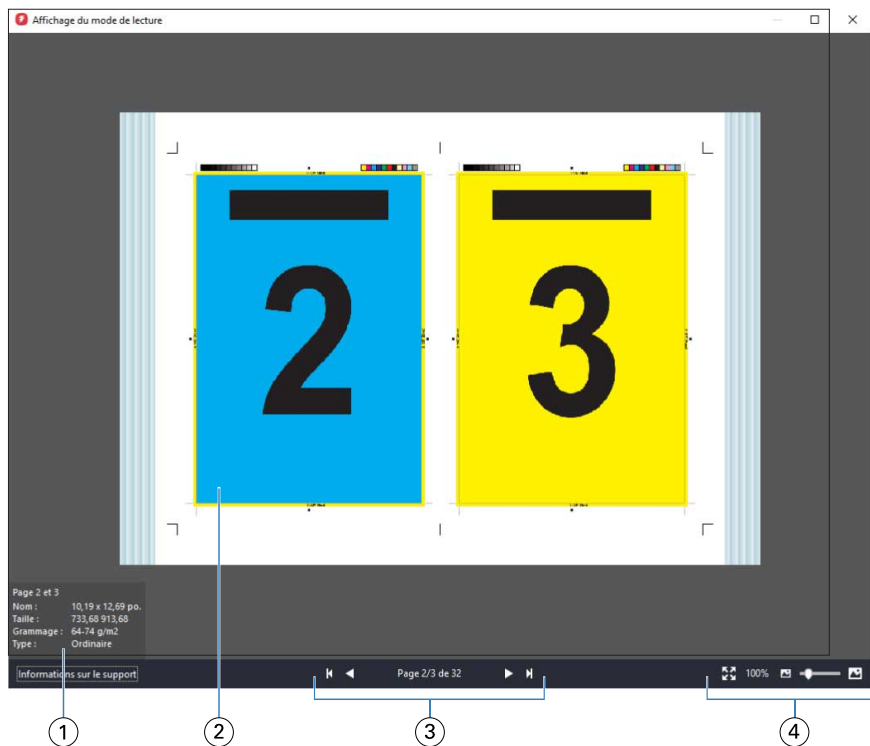 Affichage du mode de lecture
2
3
Page 2 et 3
Nom : 10,19 x 12,69 po.
Taille : 733,68 913,68
Grammage : 64-74 g/m2
Type : Ordinaire
Informations sur le support
Page 2/3 de 32
100%
1
2
3
4